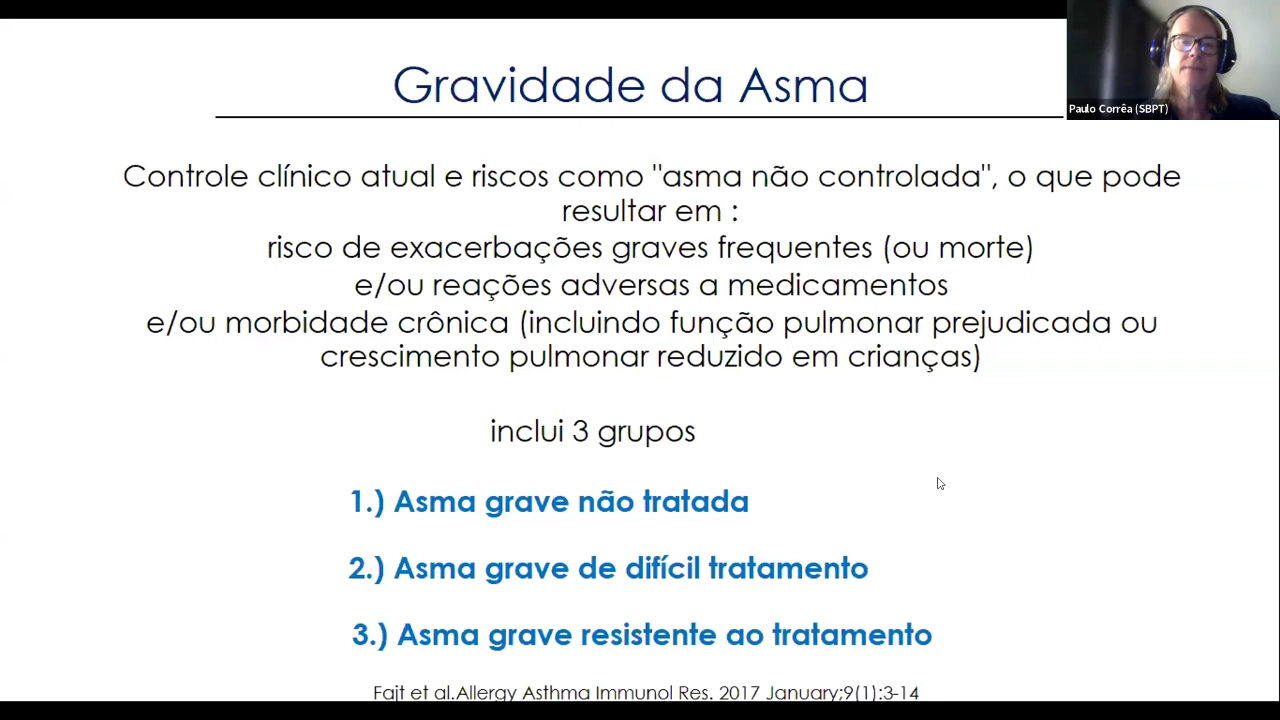 Gravidade da Asma
Paulo Corrêa (SBPT)
Controle clínico atual e riscos como "asma não controlada", o que pode
resultar em :
risco de exacerbações graves frequentes (ou morte)
e/ou reações adversas a medicamentos
e/ou morbidade crônica (incluindo função pulmonar prejudicada ou
crescimento pulmonar reduzido em crianças)
inclui 3 grupos
1.) Asma grave não tratada
2.) Asma grave de difícil tratamento
3.) Asma grave resistente ao tratamento
Fajt et al.Allergy Asthma Immunol Res. 2017 January;9(1):3-14